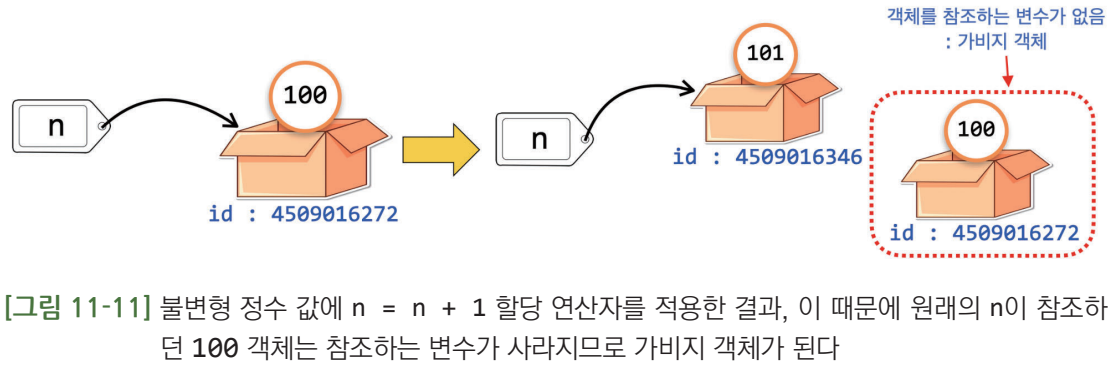 객체를 참조하는 변수가 없음
: 가비지 객체
n
100
id : 4509016272
n
101
id : 4509016346
100
id : 4509016272
[그림 11-11] 불변형 정수 값에 n = n + 1 할당 연산자를 적용한 결과, 이 때문에 원래의 n이 참조하
던 100 객체는 참조하는 변수가 사라지므로 가비지 객체가 된다